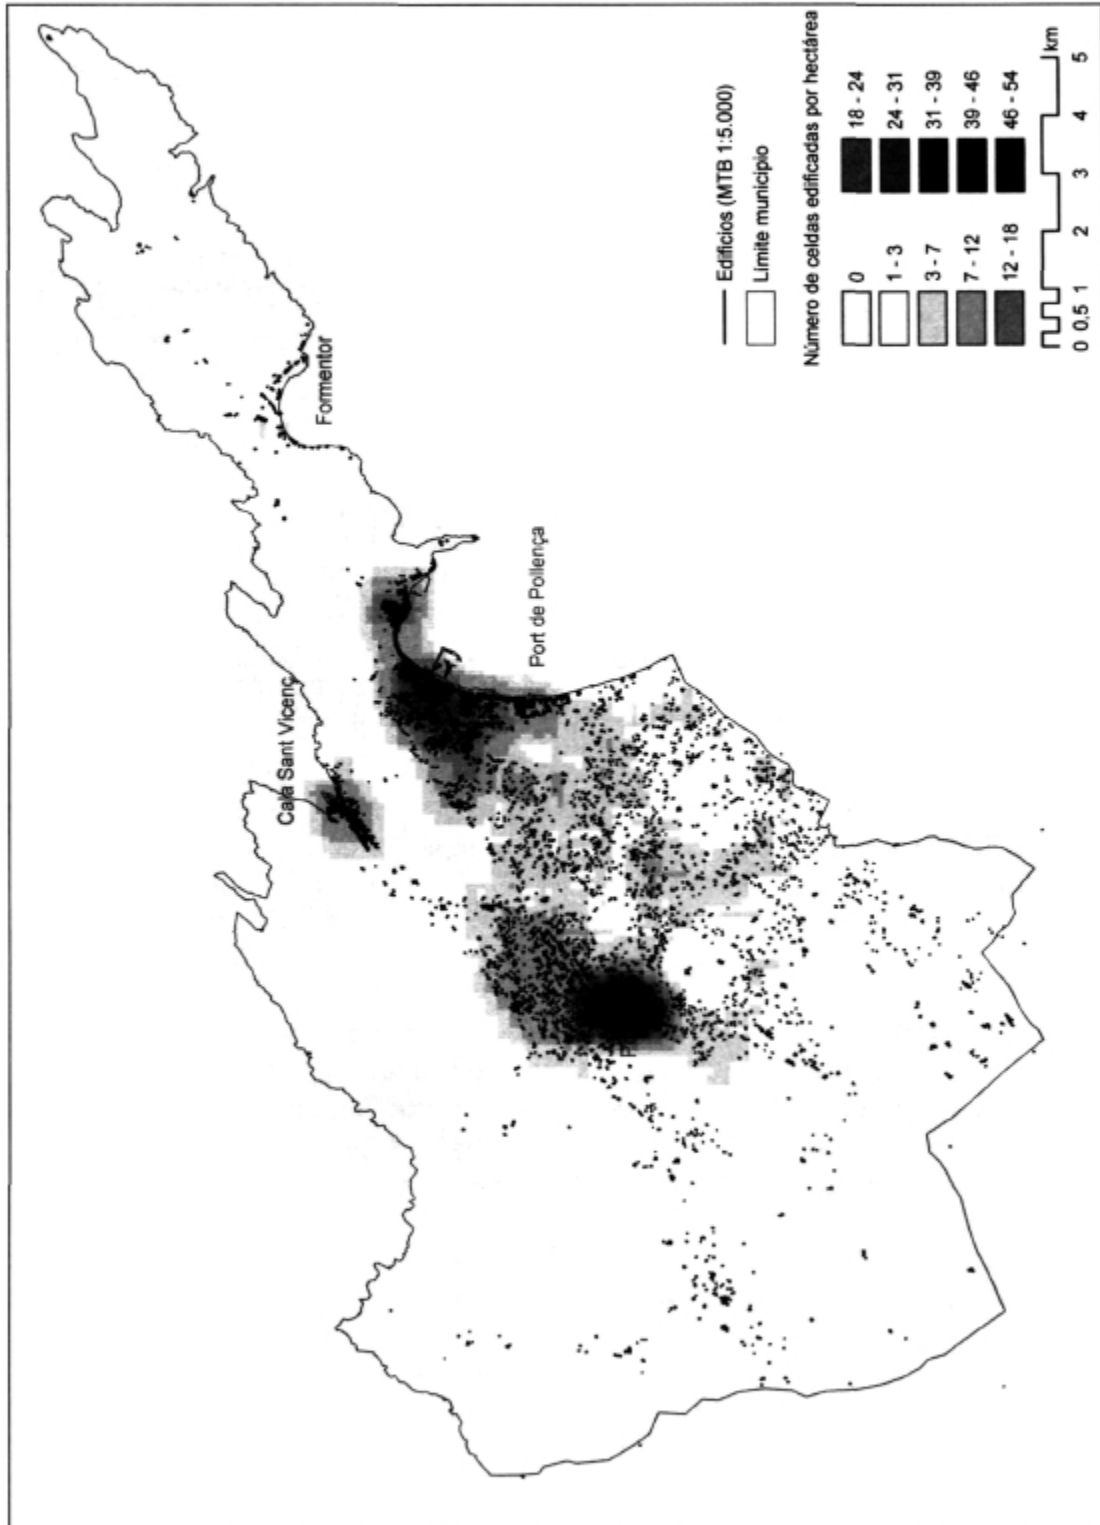 Cala Sant Vicenç
Formentor
Port de Pollença
P
Edificios (MTB 1:5.000)
Límite municipio
Número de celdas edificadas por hectárea
0
1 - 3
3 - 7
7 - 12
12 - 18
18 - 24
24 - 31
31 - 39
39 - 46
46 - 54
0 0,5 1 2 3 4 5
km